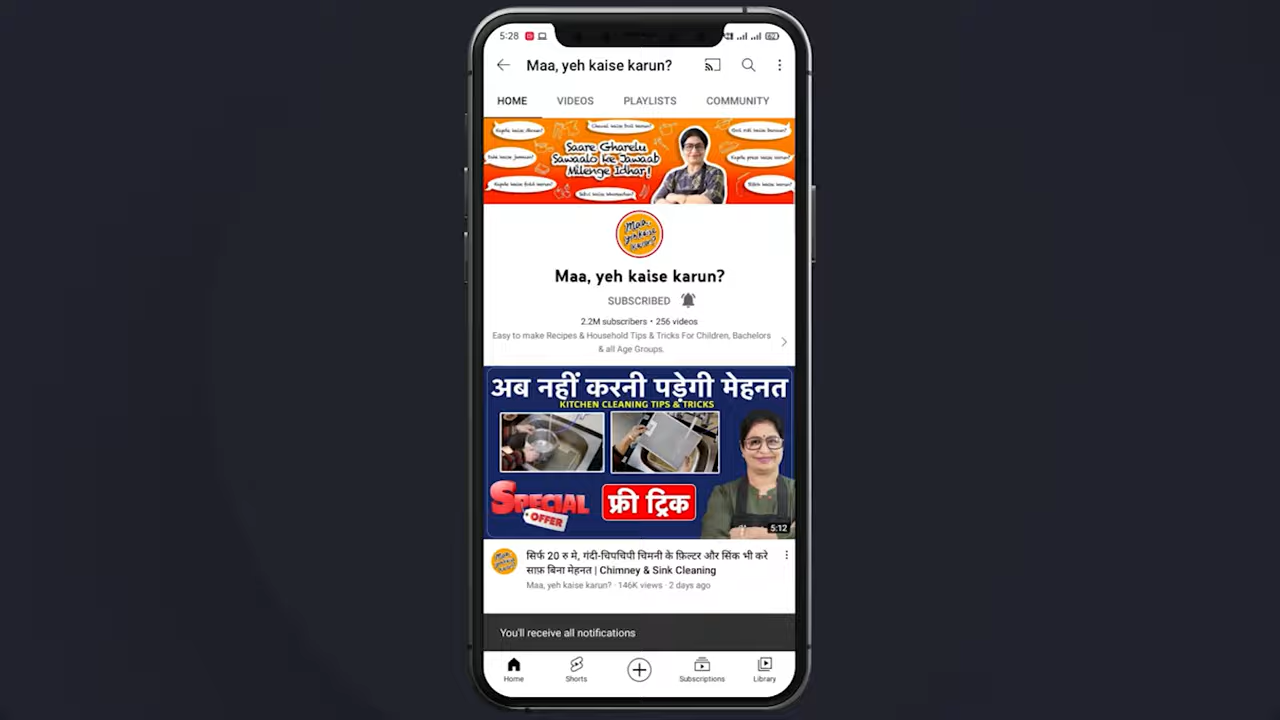 5:28
Maa, yeh kaise karun?
HOME VIDEOS PLAYLISTS COMMUNITY
Saare Gharelu
Sawaalo ke Jawaab
Milenge Idhar!
Maa, yeh kaise karun?
SUBSCRIBED
2.2M subscribers • 256 videos
Easy to make Recipes & Household Tips & Tricks For Children, Bachelors
& all Age Groups.
अब नहीं करनी पड़ेगी मेहनत
KITCHEN CLEANING TIPS & TRICKS
SPECIAL
OFFER
फ्री ट्रिक
5:12
सिर्फ 20 रु मे, गंदी-चिपचिपी चिमनी के फ़िल्टर और सिंक भी करे
साफ़ बिना मेहनत | Chimney & Sink Cleaning
Maa, yeh kaise karun? · 146K views · 2 days ago
You'll receive all notifications
Home Shorts Subscriptions Library